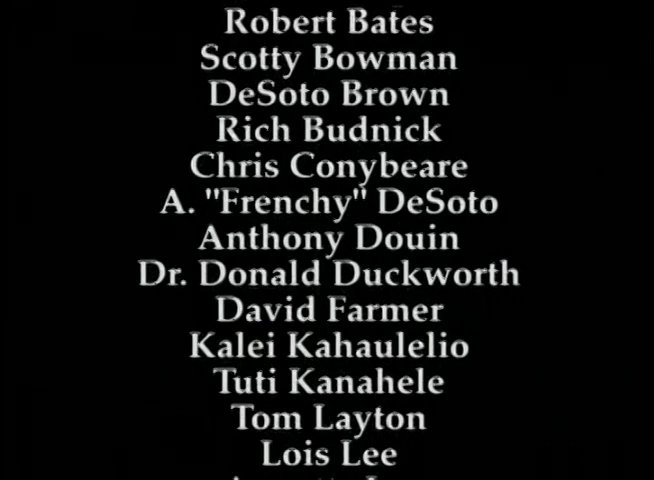 Robert Bates
Scotty Bowman
DeSoto Brown
Rich Budnick
Chris Conybeare
A. "Frenchy" DeSoto
Anthony Douin
Dr. Donald Duckworth
David Farmer
Kalei Kahaulelio
Tuti Kanahele
Tom Layton
Lois Lee